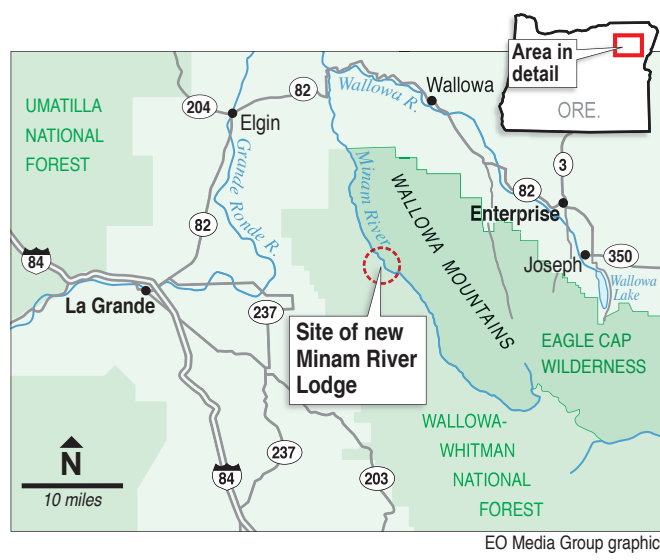 Area in
detail
ORE.
UMATILLA
NATIONAL
FOREST
204
82
Elgin
Wallowa R.
Wallowa
3
82
Enterprise
Grande Ronde R.
Minam River
WALLOWA MOUNTAINS
82
84
La Grande
Joseph
350
Wallowa
Lake
237
Site of new
Minam River
Lodge
EAGLE CAP
WILDERNESS
WALLOWA-
WHITMAN
NATIONAL
FOREST
N
10 miles
237
84
203
EO Media Group graphic